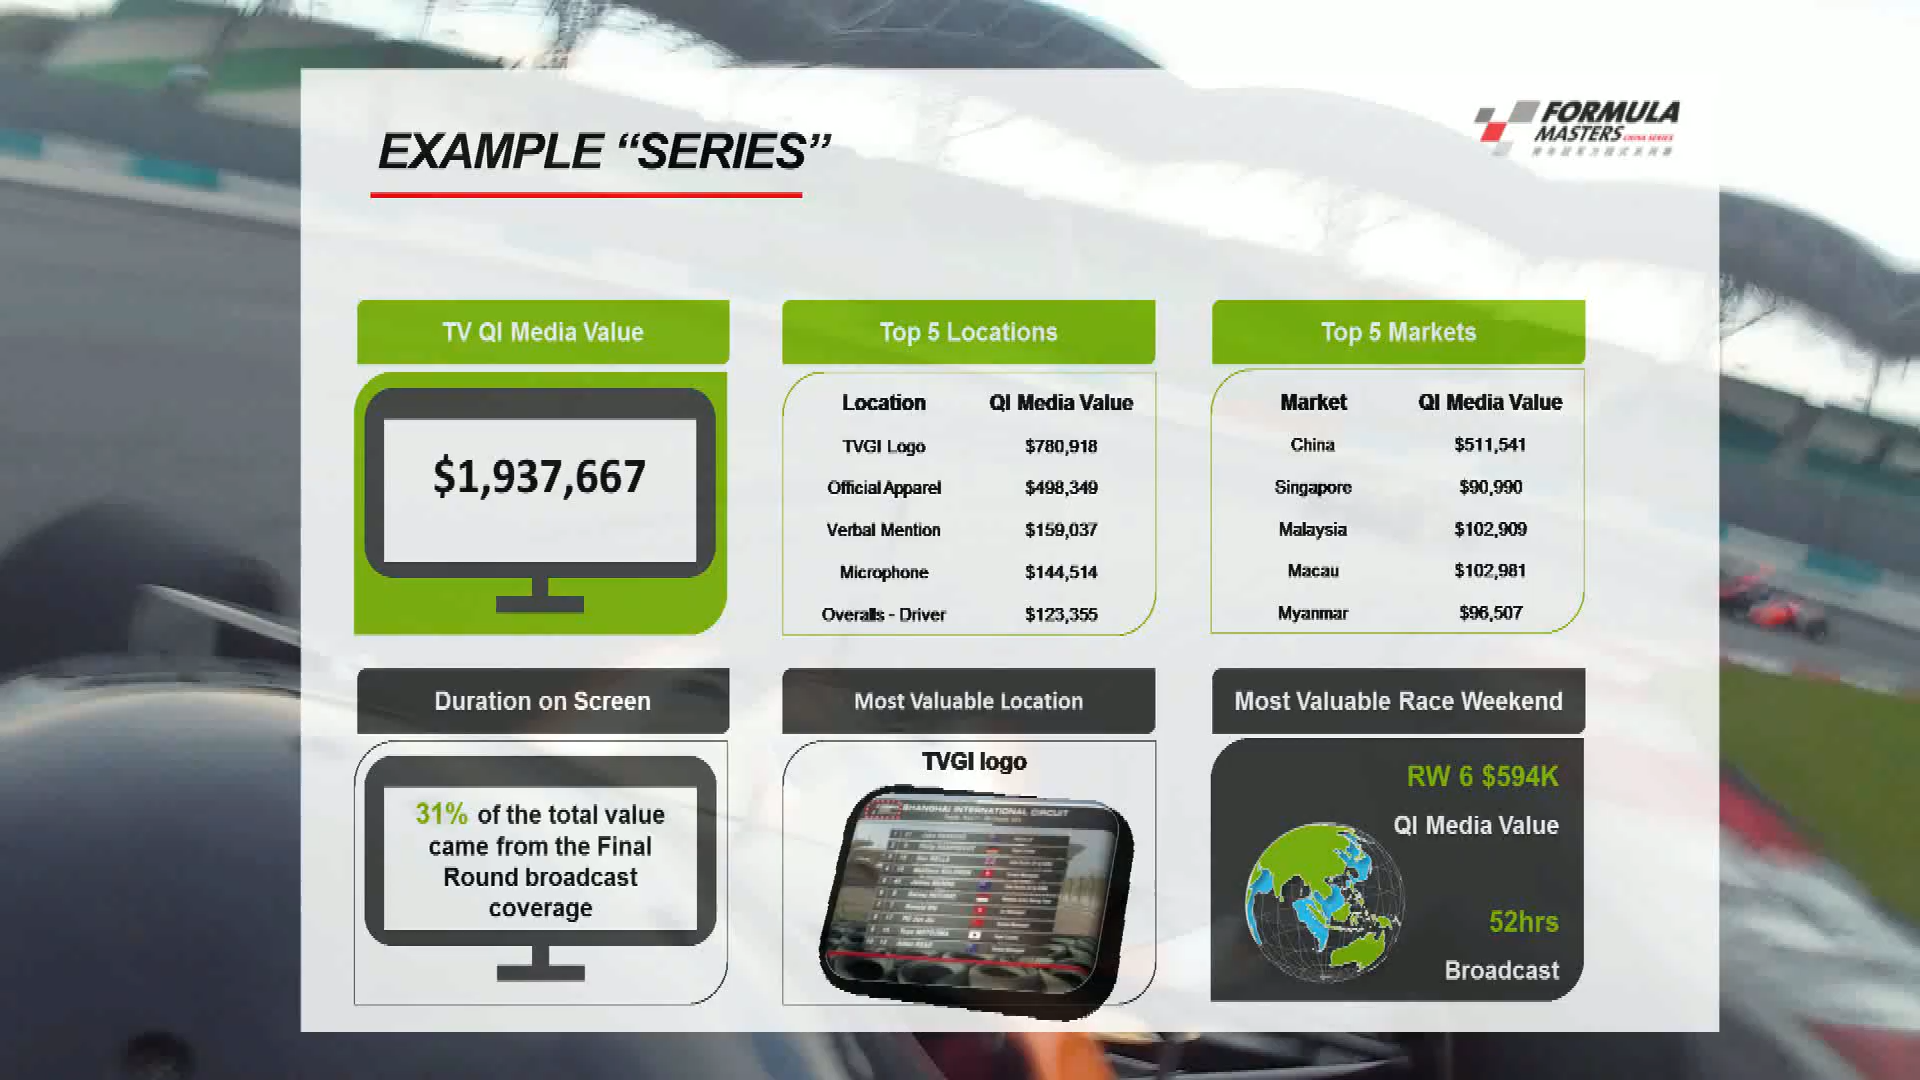 FORMULA
MASTERS CHINA SERIES
EXAMPLE “SERIES”
TV QI Media Value
$1,937,667
Top 5 Locations
Location QI Media Value
TVGI Logo $780,918
Official Apparel $498,349
Verbal Mention $159,037
Microphone $144,514
Overalls - Driver $123,355
Top 5 Markets
Market QI Media Value
China $511,541
Singapore $90,990
Malaysia $102,909
Macau $102,981
Myanmar $96,507
Duration on Screen
31% of the total value
came from the Final
Round broadcast
coverage
Most Valuable Location
TVGI logo
SHANGHAI INTERNATIONAL CIRCUIT
Most Valuable Race Weekend
RW 6 $594K
QI Media Value
52hrs
Broadcast